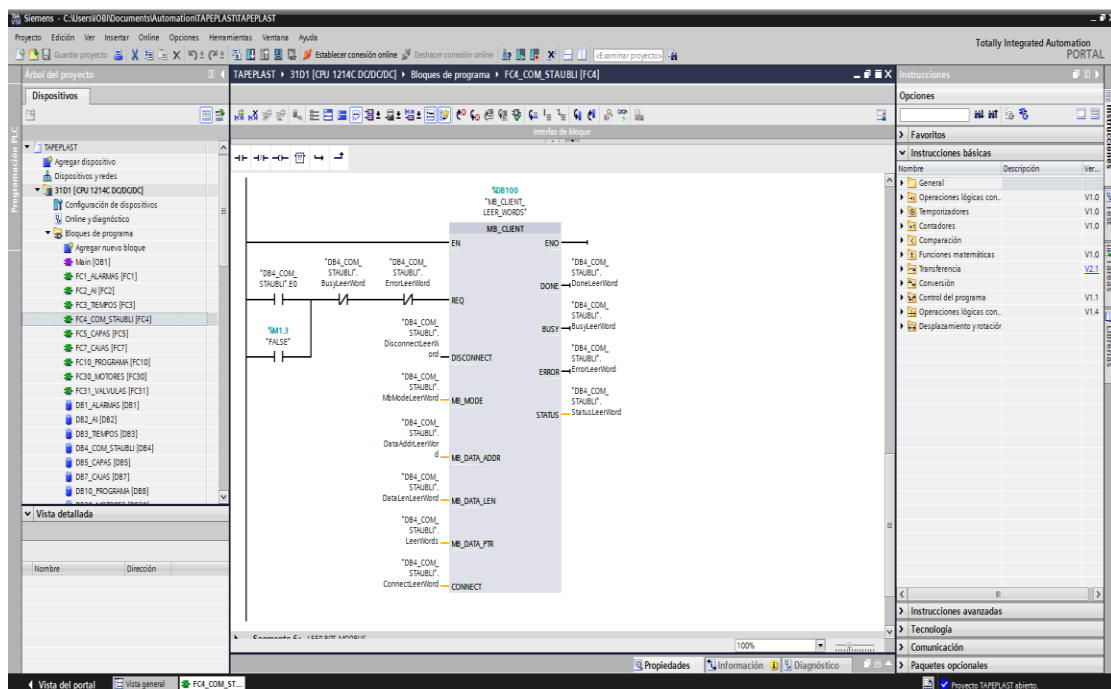 Siemens - C:\Users\IOBI\Documents\Automation\TAPEPLAST\TAPEPLAST
Proyecto Edición Ver Insertar Online Opciones Herramientas Ventana Ayuda
Totally Integrated Automation
PORTAL
Guardar proyecto
Establecer conexión online
Deshacer conexión online
<Examinar proyecto>
Árbol del proyecto
TAPEPLAST 31D1 [CPU 1214C DC/DC/DC] Bloques de programa FC4_COM_STAUBLI [FC4]
Instrucciones
Dispositivos
Opciones
Programación PLC
TAPEPLAST
Agregar dispositivo
Dispositivos y redes
31D1 [CPU 1214C DC/DC/DC]
Configuración de dispositivos
Online y diagnóstico
Bloques de programa
Agregar nuevo bloque
Main [OB1]
FC1_ALARMAS [FC1]
FC2_AI [FC2]
FC3_TIEMPOS [FC3]
FC4_COM_STAUBLI [FC4]
FC5_CAPAS [FC5]
FC7_CAJAS [FC7]
FC10_PROGRAMA [FC10]
FC30_MOTORES [FC30]
FC31_VALVULAS [FC31]
DB1_ALARMAS [DB1]
DB2_AI [DB2]
DB3_TIEMPOS [DB3]
DB4_COM_STAUBLI [DB4]
DB5_CAPAS [DB5]
DB7_CAJAS [DB7]
DB10_PROGRAMA [DB8]
Vista detallada
Nombre Dirección
Interfaz de bloque
%DB100
"MB_CLIENT_
LEER_WORDS"
MB_CLIENT
EN ENO
"DB4_COM_
STAUBLI".E0
"DB4_COM_
STAUBLI".
BusyLeerWord
"DB4_COM_
STAUBLI".
ErrorLeerWord
REQ
%M1.3
"FALSE"
"DB4_COM_
STAUBLI".
DisconnectLeerW
ord
DISCONNECT
"DB4_COM_
STAUBLI".
MbModeLeerWord
MB_MODE
"DB4_COM_
STAUBLI".
DataAddrLeerWor
d
MB_DATA_ADDR
"DB4_COM_
STAUBLI".
DataLenLeerWord
MB_DATA_LEN
"DB4_COM_
STAUBLI".
LeerWords
MB_DATA_PTR
"DB4_COM_
STAUBLI".
ConnectLeerWord
CONNECT
"DB4_COM_
STAUBLI".
DONE
DoneLeerWord
"DB4_COM_
STAUBLI".
BUSY
BusyLeerWord
"DB4_COM_
STAUBLI".
ERROR
ErrorLeerWord
"DB4_COM_
STAUBLI".
STATUS
StatusLeerWord
100%
Propiedades Información Diagnóstico
Favoritos
Instrucciones básicas
Nombre Descripción Ver...
General
Operaciones lógicas con.. V1.0
Temporizadores V1.0
Contadores V1.0
Comparación
Funciones matemáticas V1.0
Transferencia V2.1
Conversión
Control del programa V1.1
Operaciones lógicas con.. V1.4
Desplazamiento y rotación
Instrucciones avanzadas
Tecnología
Comunicación
Paquetes opcionales
Instrucciones
Test
Tareas
Librerías
Vista del portal
Vista general
FC4_COM_ST...
Proyecto TAPEPLAST abierto.